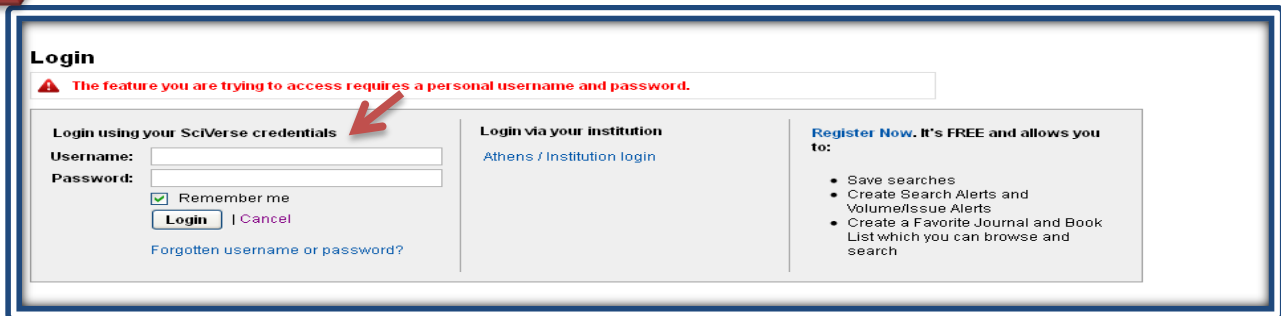 Login
The feature you are trying to access requires a personal username and password.
Login using your SciVerse credentials
Username:
Password:
Remember me
Login | Cancel
Forgotten username or password?
Login via your institution
Athens / Institution login
Register Now. It's FREE and allows you
to:
• Save searches
• Create Search Alerts and
Volume/Issue Alerts
• Create a Favorite Journal and Book
List which you can browse and
search